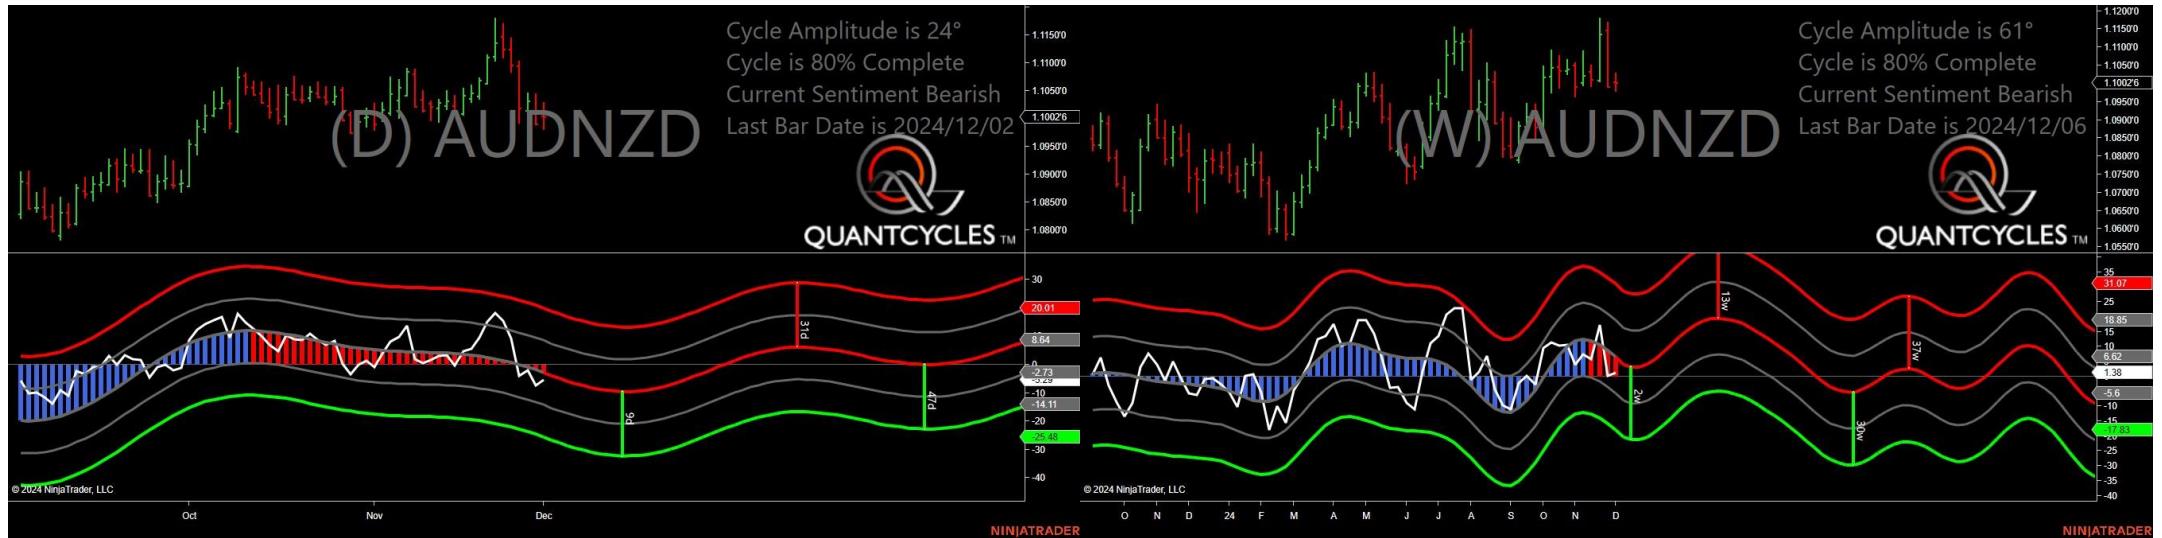 Cycle Amplitude is 24°
Cycle is 80% Complete
Current Sentiment Bearish
Last Bar Date is 2024/12/02
(D) AUDNZD
QUANTCYCLES TM
1.1150'0
1.1100'0
1.1050'0
1.1002'6
1.0950'0
1.0900'0
1.0850'0
1.0800'0
30
20.01
8.64
0
-2.73
-5.29
-10
-14.11
-20
-25.48
-30
-40
31d
9d
47d
© 2024 NinjaTrader, LLC
Oct Nov Dec
NINJATRADER
Cycle Amplitude is 61°
Cycle is 80% Complete
Current Sentiment Bearish
Last Bar Date is 2024/12/06
(W) AUDNZD
QUANTCYCLES TM
1.1200'0
1.1150'0
1.1100'0
1.1050'0
1.1002'6
1.0950'0
1.0900'0
1.0850'0
1.0800'0
1.0750'0
1.0700'0
1.0650'0
1.0600'0
1.0550'0
35
31.07
25
18.85
15
10
6.62
1.38
-5.6
-10
-17.83
-25
-30
-35
-40
13w
37w
2w
30w
© 2024 NinjaTrader, LLC
O N D 24 F M A M J J A S O N D
NINJATRADER